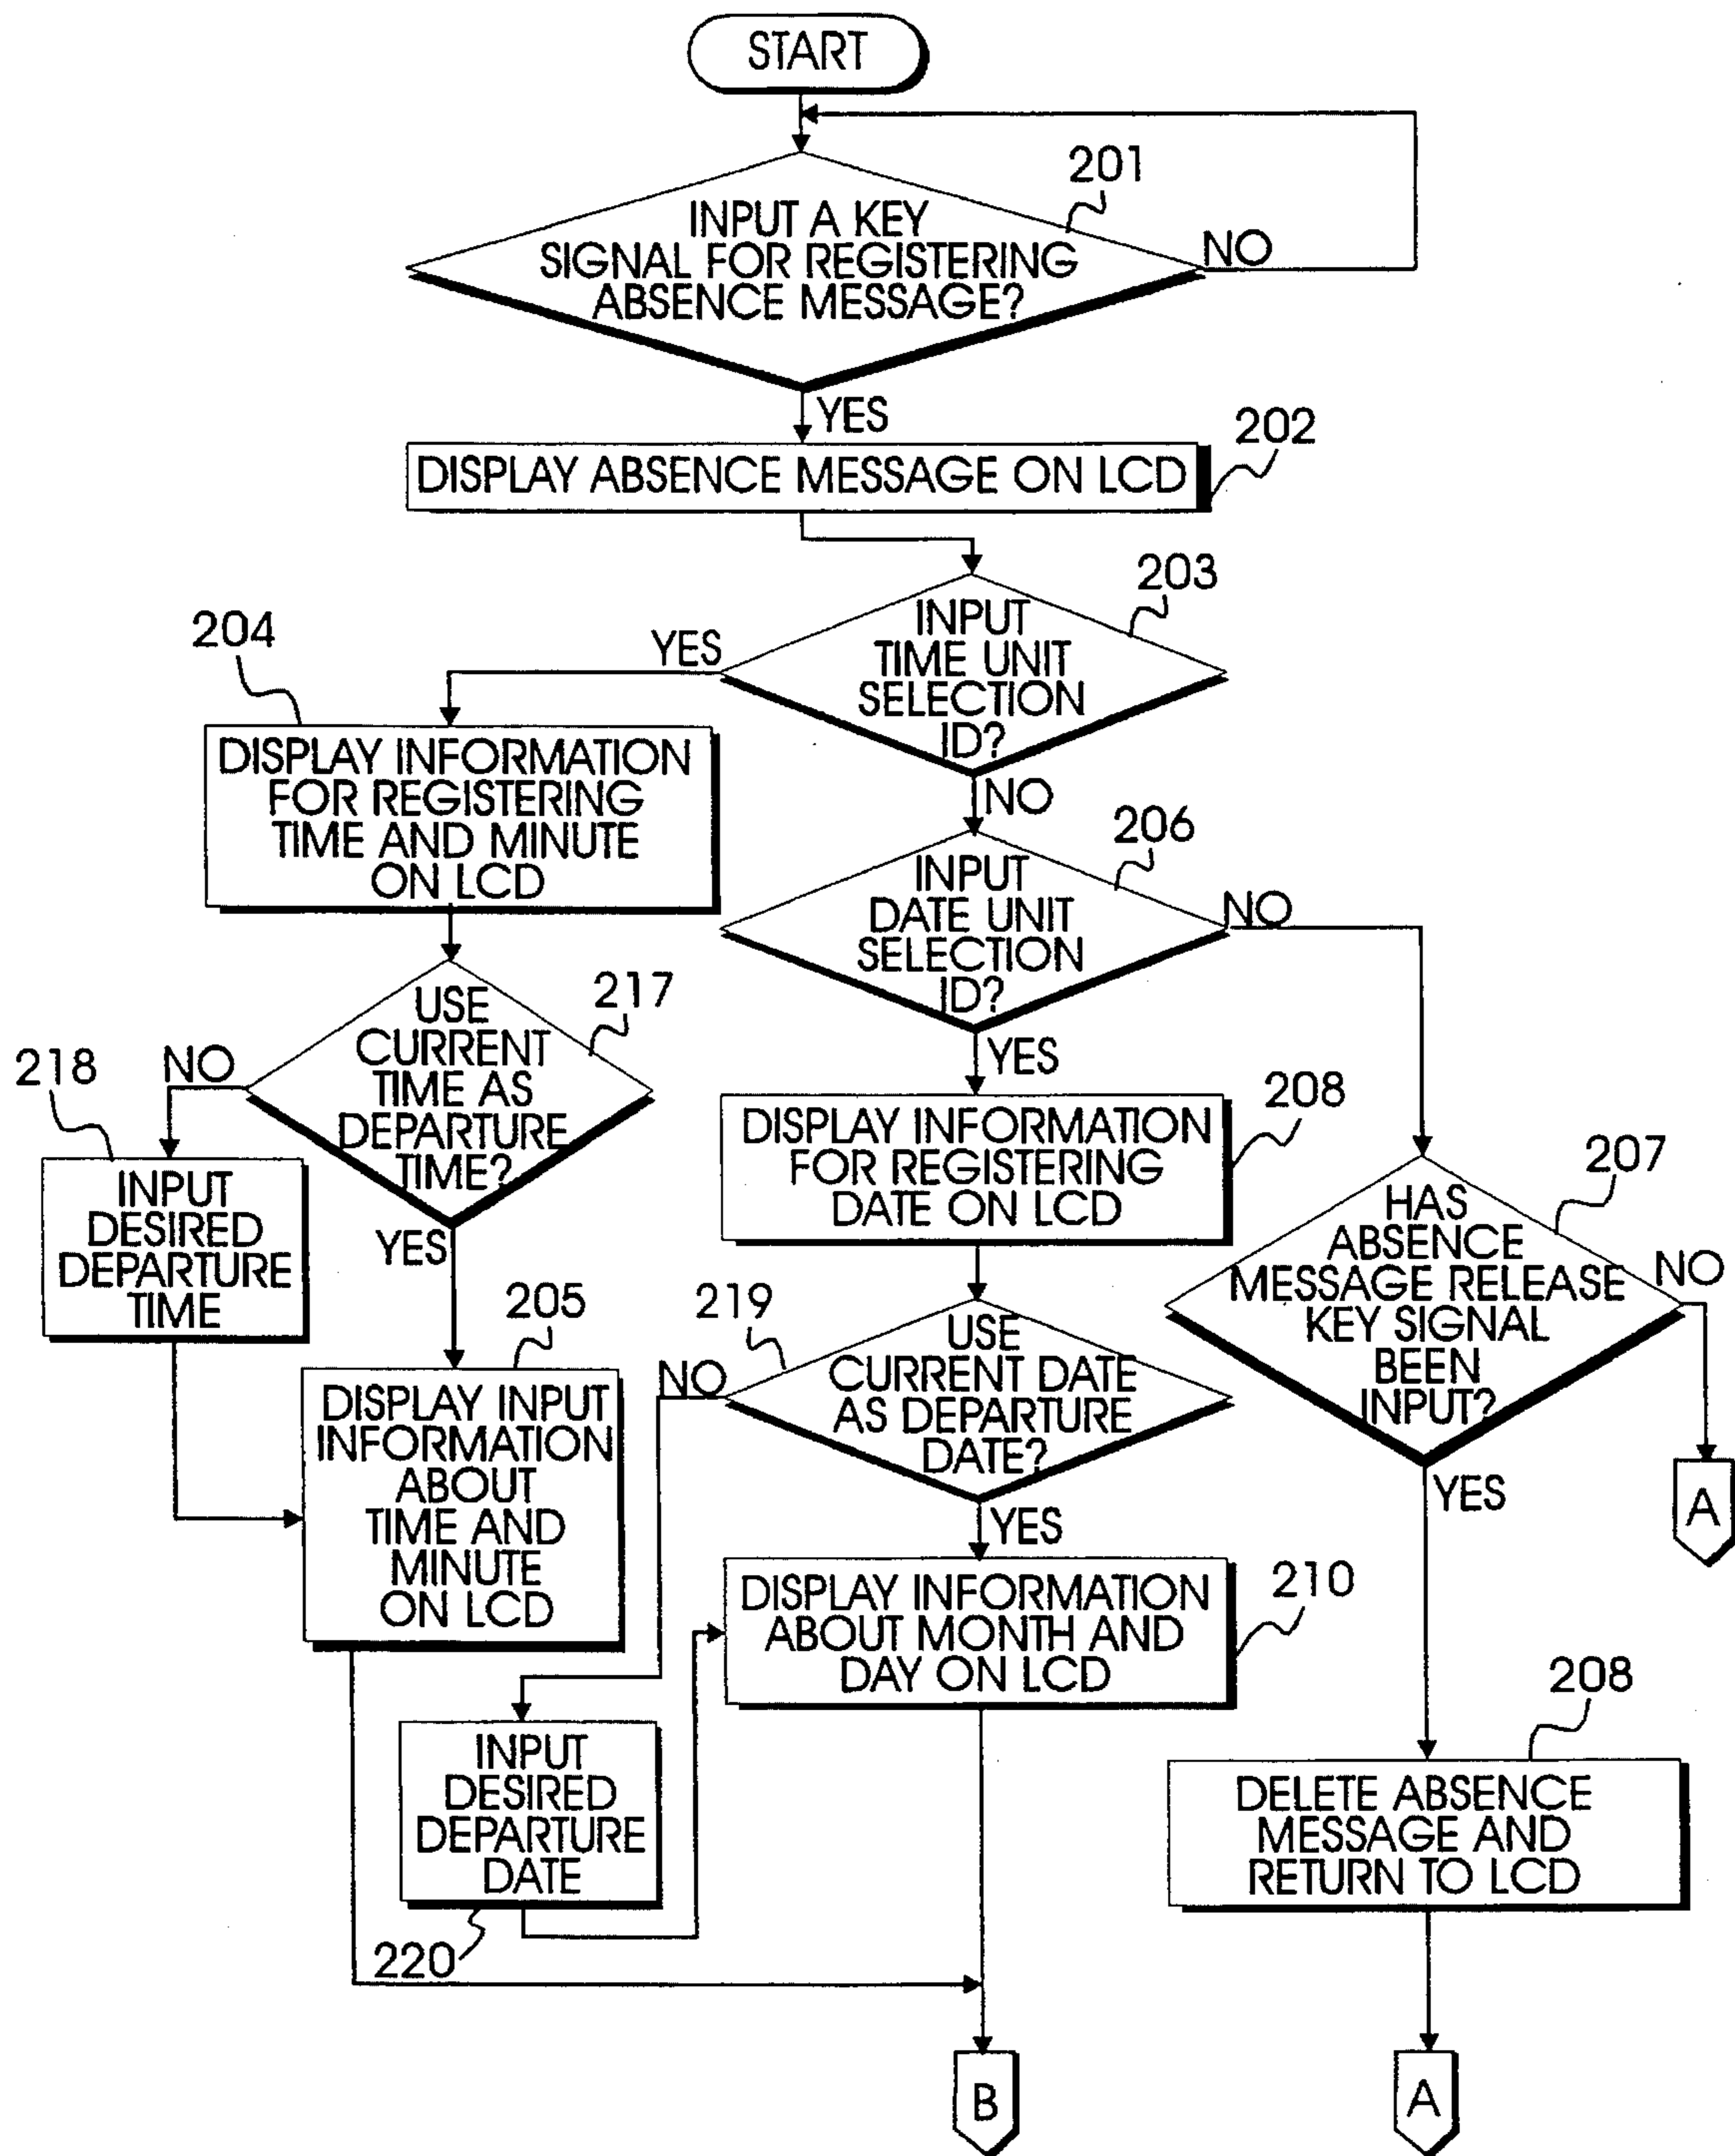 START
201
INPUT A KEY
SIGNAL FOR REGISTERING
ABSENCE MESSAGE?
NO
YES
202
DISPLAY ABSENCE MESSAGE ON LCD
203
INPUT
TIME UNIT
SELECTION
ID?
YES
NO
204
DISPLAY INFORMATION
FOR REGISTERING
TIME AND MINUTE
ON LCD
206
INPUT
DATE UNIT
SELECTION
ID?
NO
YES
217
USE
CURRENT
TIME AS
DEPARTURE
TIME?
NO
YES
218
INPUT
DESIRED
DEPARTURE
TIME
208
DISPLAY INFORMATION
FOR REGISTERING
DATE ON LCD
207
HAS
ABSENCE
MESSAGE RELEASE
KEY SIGNAL
BEEN
INPUT?
NO
YES
A
205
DISPLAY INPUT
INFORMATION
ABOUT
TIME AND
MINUTE
ON LCD
219
USE
CURRENT DATE
AS DEPARTURE
DATE?
NO
YES
210
DISPLAY INFORMATION
ABOUT MONTH AND
DAY ON LCD
INPUT
DESIRED
DEPARTURE
DATE
220
208
DELETE ABSENCE
MESSAGE AND
RETURN TO LCD
B
A